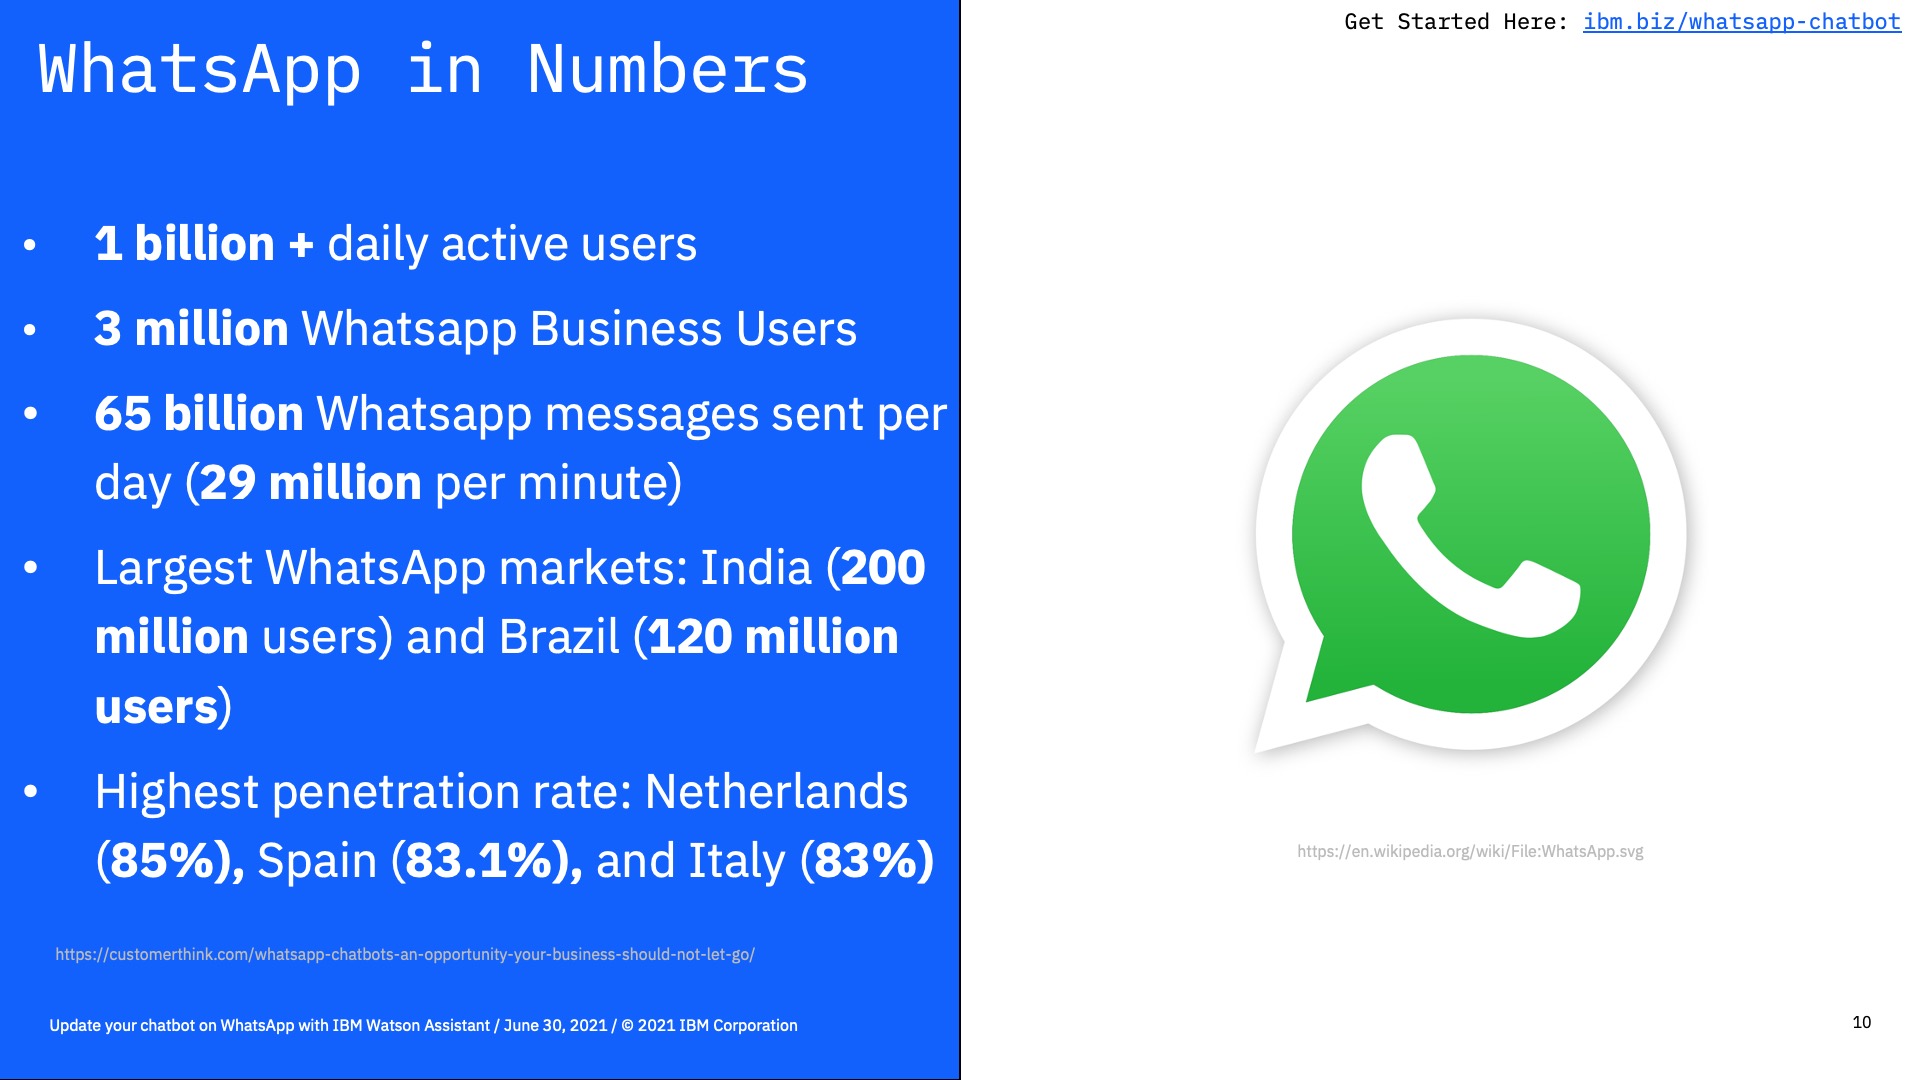 Get Started Here: ibm.biz/whatsapp-chatbot
WhatsApp in Numbers
• 1 billion + daily active users
• 3 million Whatsapp Business Users
• 65 billion Whatsapp messages sent per
day (29 million per minute)
• Largest WhatsApp markets: India (200
million users) and Brazil (120 million
users)
• Highest penetration rate: Netherlands
(85%), Spain (83.1%), and Italy (83%)
https://en.wikipedia.org/wiki/File:WhatsApp.svg
https://customerthink.com/whatsapp-chatbots-an-opportunity-your-business-should-not-let-go/
Update your chatbot on WhatsApp with IBM Watson Assistant / June 30, 2021 / © 2021 IBM Corporation
10